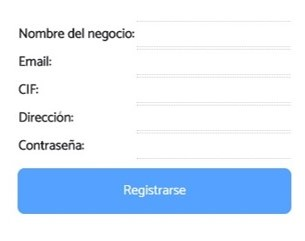 Nombre del negocio:
Email:
CIF:
Dirección:
Contraseña:
Registrarse